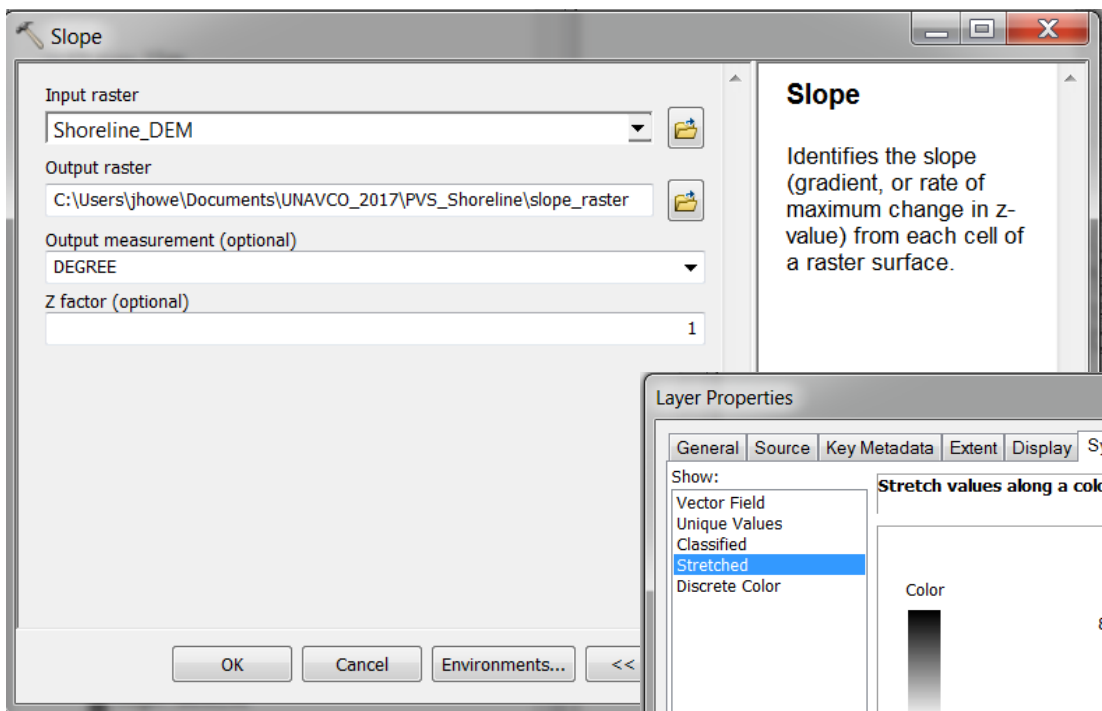 Slope
Input raster
Shoreline_DEM
Output raster
C:\Users\jhowe\Documents\UNAVCO_2017\PVS_Shoreline\slope_raster
Output measurement (optional)
DEGREE
Z factor (optional)
1
OK
Cancel
Environments...
<<
Slope
Identifies the slope
(gradient, or rate of
maximum change in z-
value) from each cell of
a raster surface.
Layer Properties
General
Source
Key Metadata
Extent
Display
Show:
Vector Field
Unique Values
Classified
Stretched
Discrete Color
Stretch values along a
Color